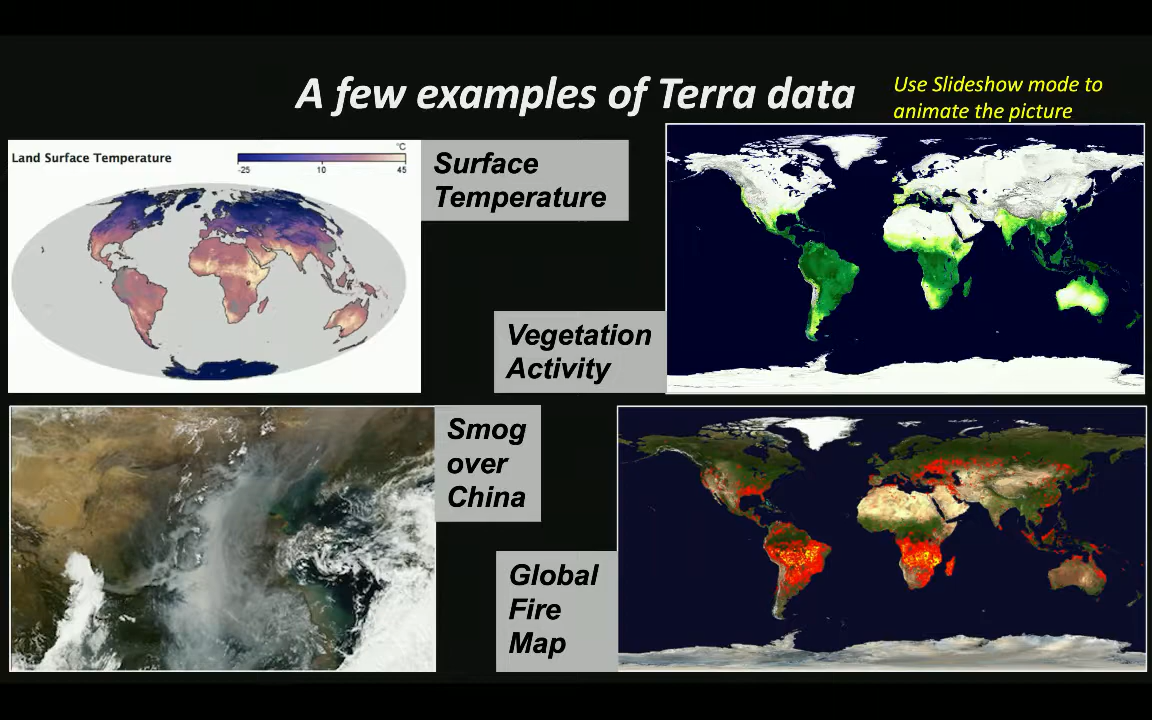 A few examples of Terra data
Use Slideshow mode to
animate the picture
Land Surface Temperature
°C
-25 10 45
Surface
Temperature
Vegetation
Activity
Smog
over
China
Global
Fire
Map